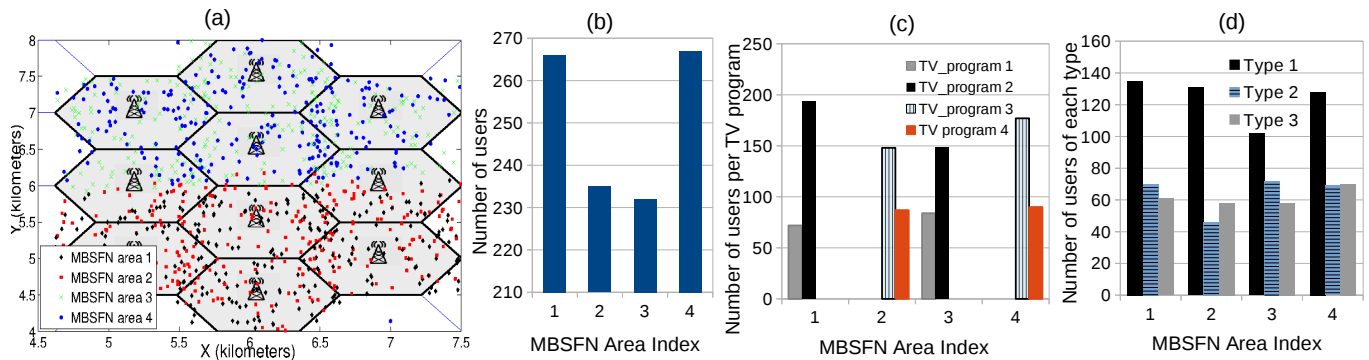 (a)
8
7.5
7
6.5
6
5.5
5
4.5
4
Y (kilometers)
MBSFN area 1
MBSFN area 2
MBSFN area 3
MBSFN area 4
4.5 5 5.5 6 6.5 7 7.5
X (kilometers)
(b)
270
260
250
240
230
220
210
Number of users
1 2 3 4
MBSFN Area Index
(c)
250
200
150
100
50
0
Number of users per TV program
TV_program 1
TV_program 2
TV_program 3
TV program 4
1 2 3 4
MBSFN Area Index
(d)
160
140
120
100
80
60
40
20
0
Number of users of each type
Type 1
Type 2
Type 3
1 2 3 4
MBSFN Area Index